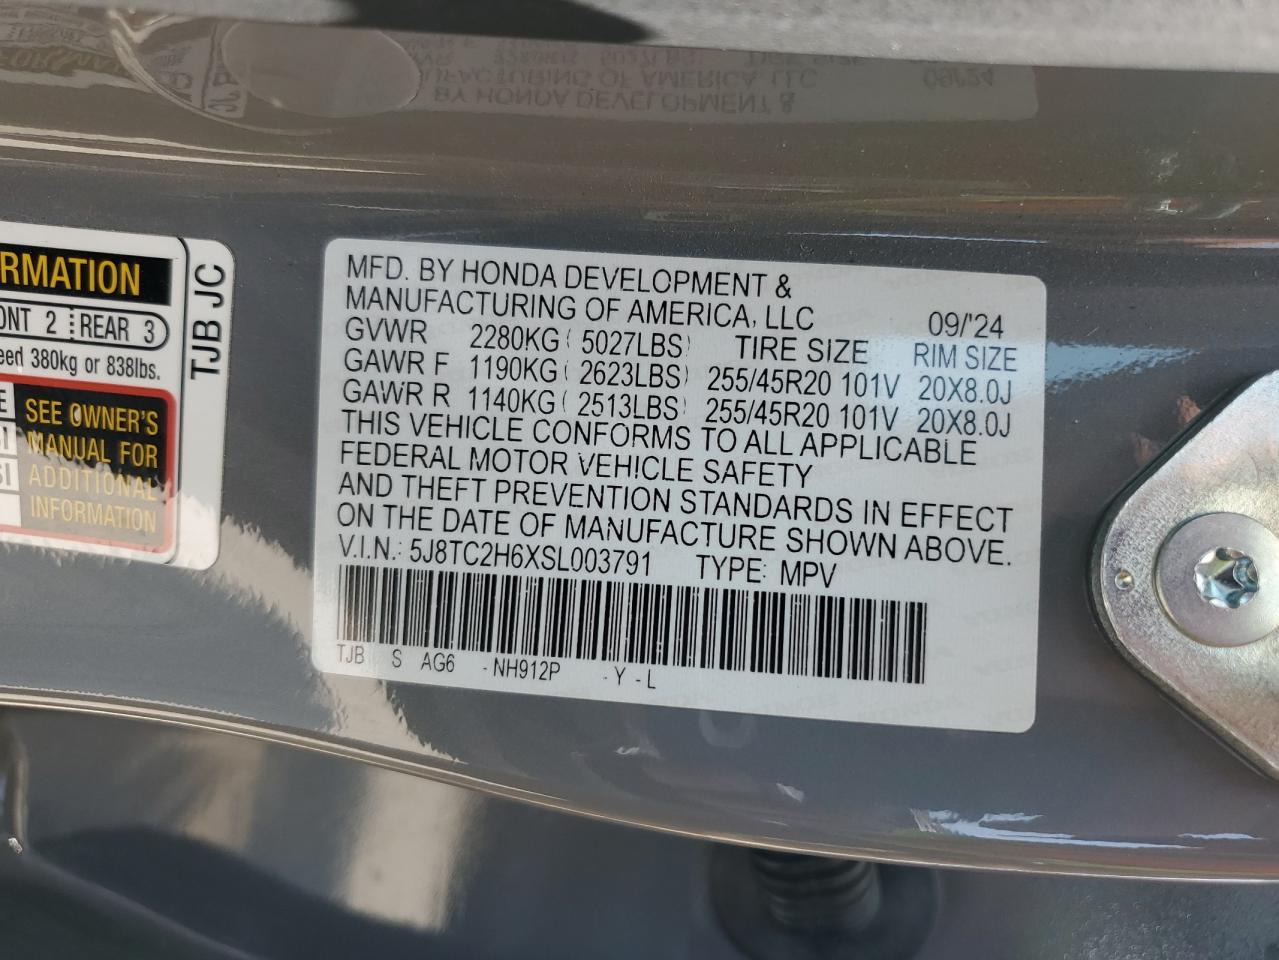 RMATION
ONT 2 REAR 3
eed 380kg or 838lbs.
SEE OWNER'S
MANUAL FOR
ADDITIONAL
INFORMATION
TJB JC
MFD. BY HONDA DEVELOPMENT &
MANUFACTURING OF AMERICA, LLC 09/'24
GVWR 2280KG ( 5027LBS) TIRE SIZE RIM SIZE
GAWR F 1190KG ( 2623LBS) 255/45R20 101V 20X8.0J
GAWR R 1140KG ( 2513LBS) 255/45R20 101V 20X8.0J
THIS VEHICLE CONFORMS TO ALL APPLICABLE
FEDERAL MOTOR VEHICLE SAFETY
AND THEFT PREVENTION STANDARDS IN EFFECT
ON THE DATE OF MANUFACTURE SHOWN ABOVE.
V.I.N.: 5J8TC2H6XSL003791 TYPE: MPV
TJB S AG6 - NH912P - Y - L